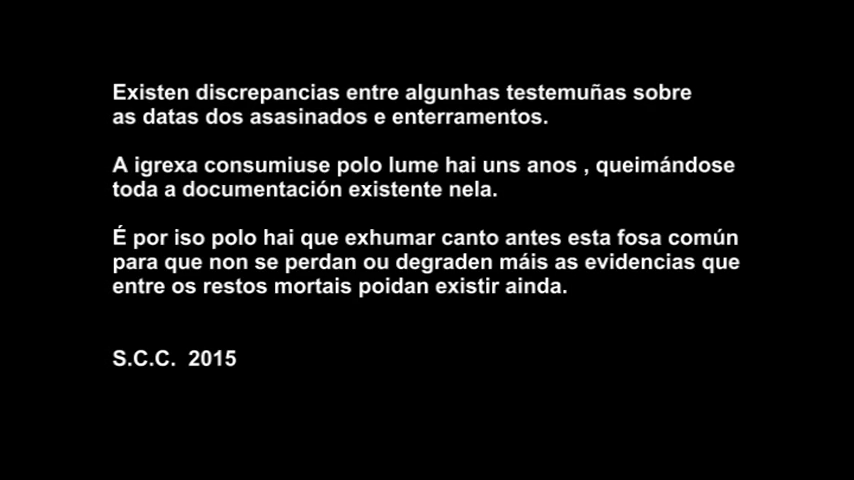 Existen discrepancias entre algunhas testemuñas sobre
as datas dos asasinados e enterramentos.
A igrexa consumiuse polo lume hai uns anos , queimándose
toda a documentación existente nela.
É por iso polo hai que exhumar canto antes esta fosa común
para que non se perdan ou degraden máis as evidencias que
entre os restos mortais poidan existir ainda.
S.C.C.  2015